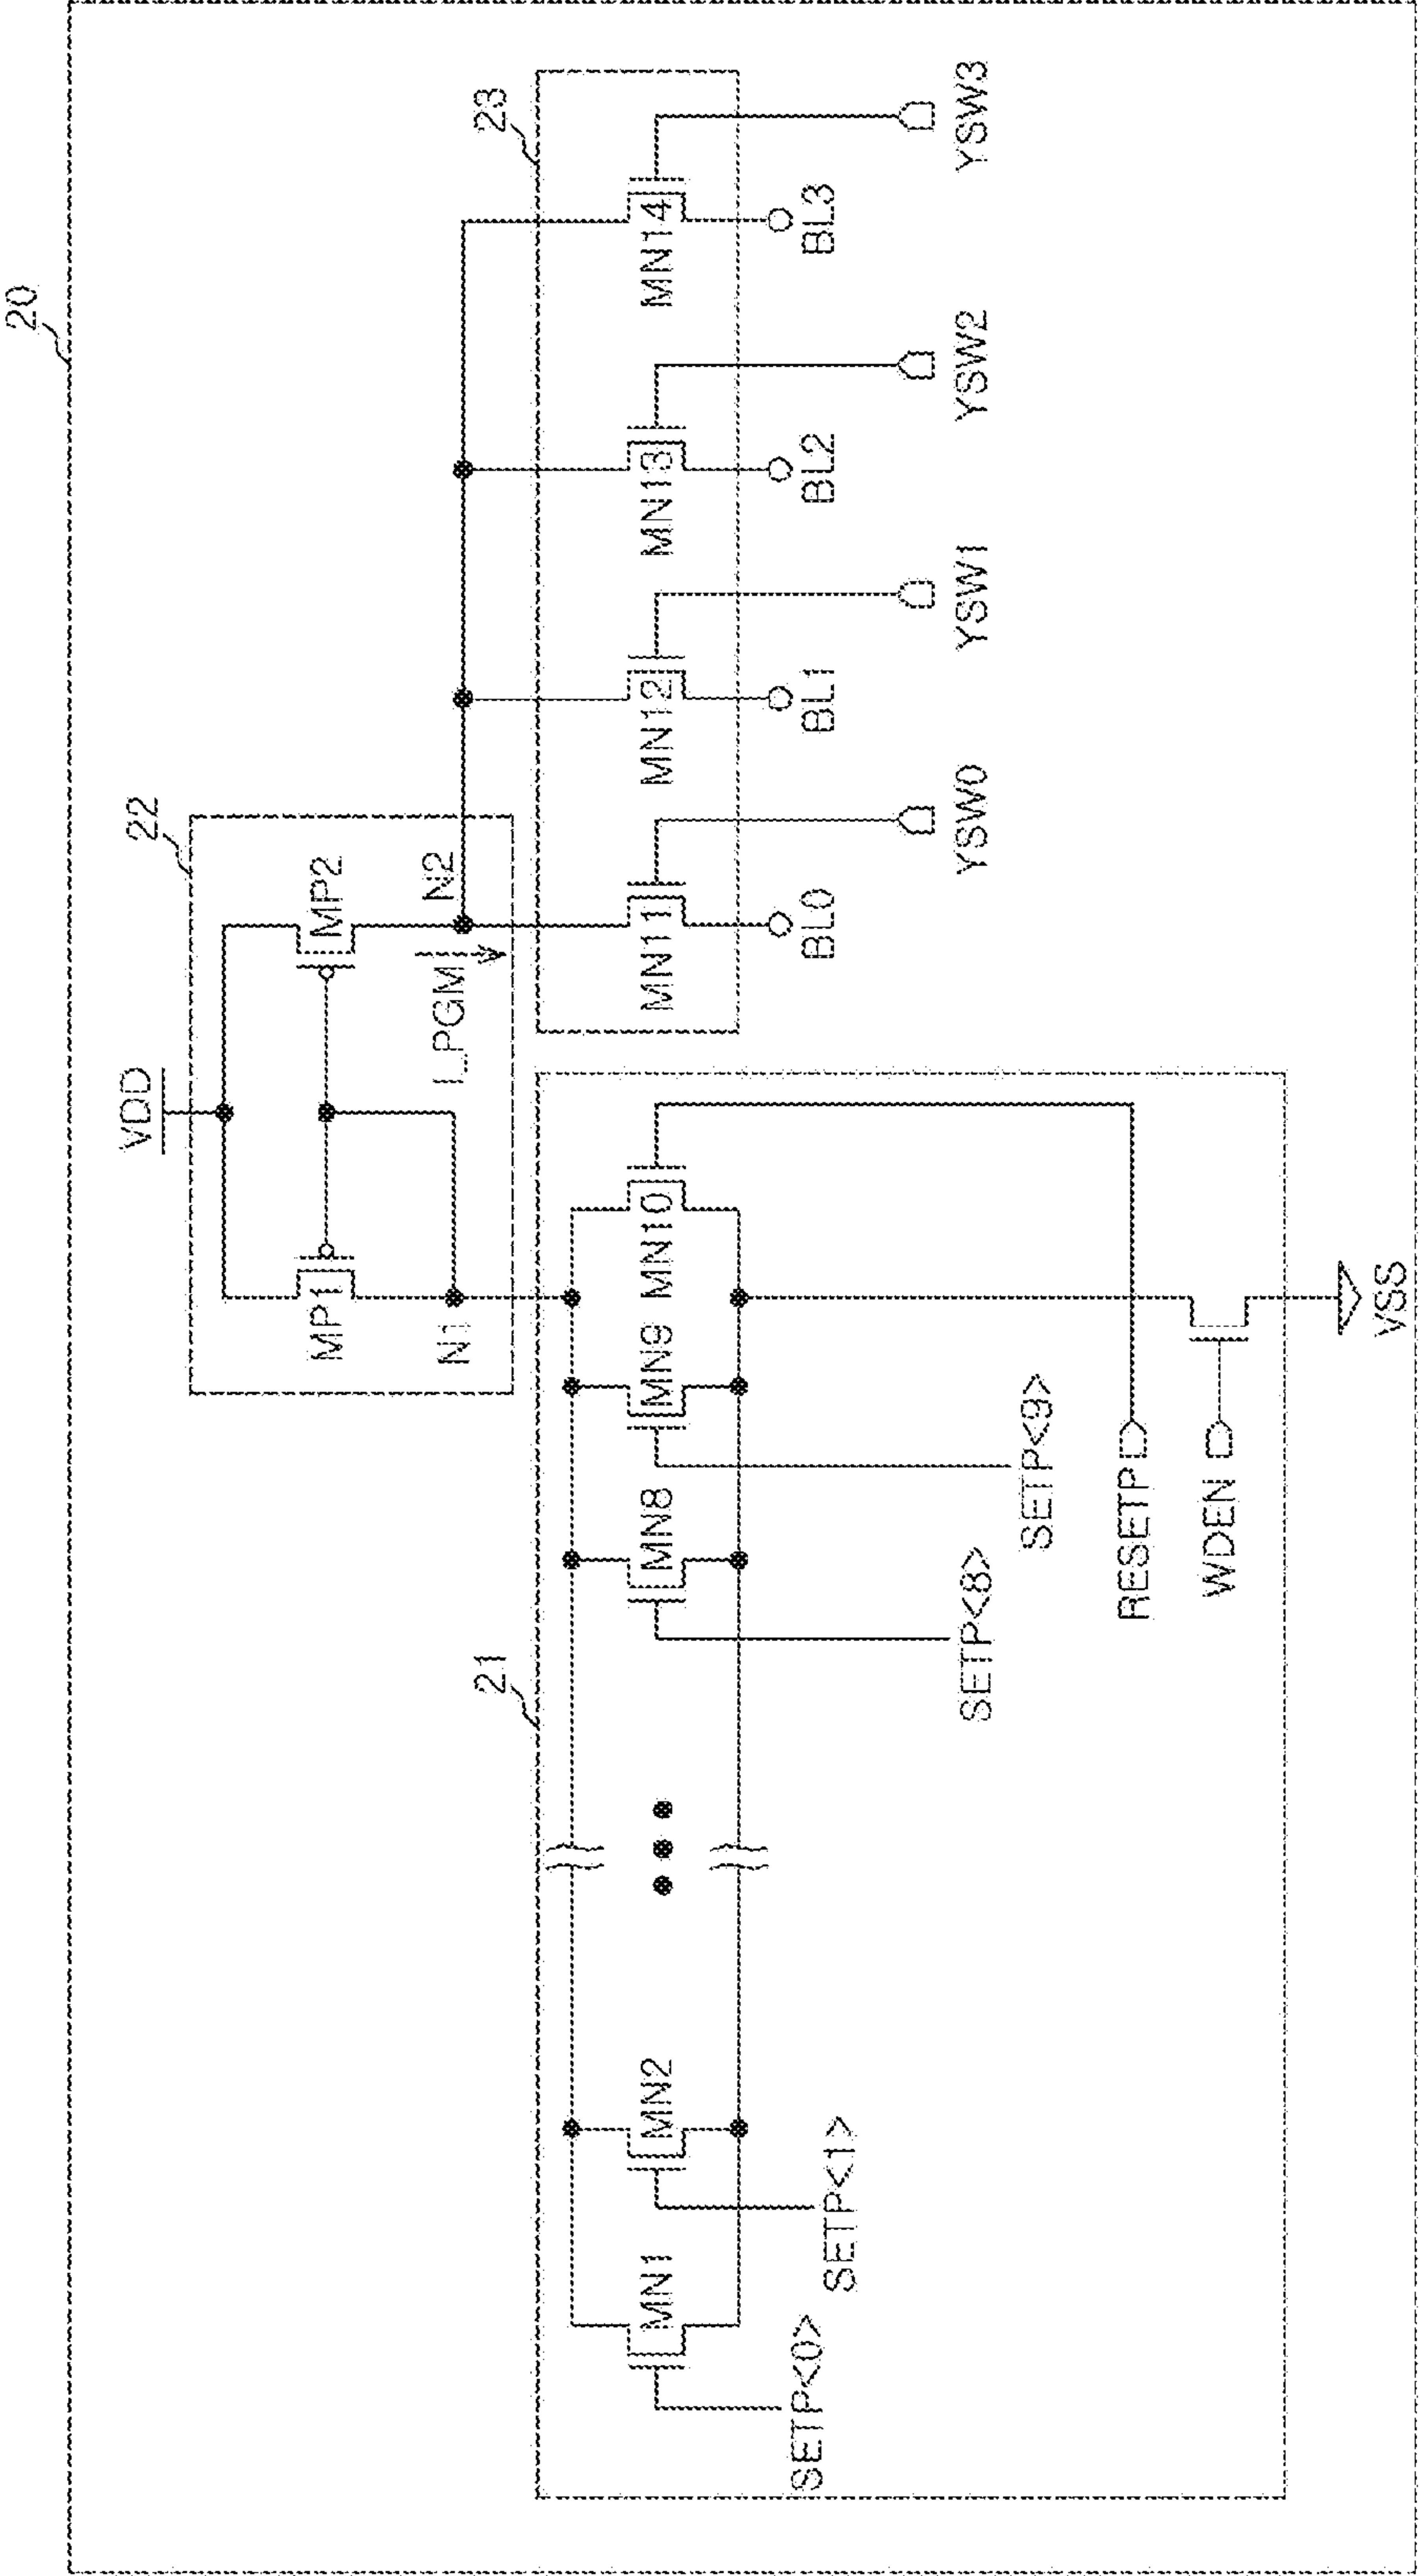 20
VDD
22
MP1
MP2
N1
N2
I_PGM
21
23
MN1
MN2
MN8
MN9
MN10
MN11
MN12
MN13
MN14
SETP<0>
SETP<1>
SETP<8>
SETP<9>
BL0
BL1
BL2
BL3
YSW0
YSW1
YSW2
YSW3
RESETP
WDEN
VSS